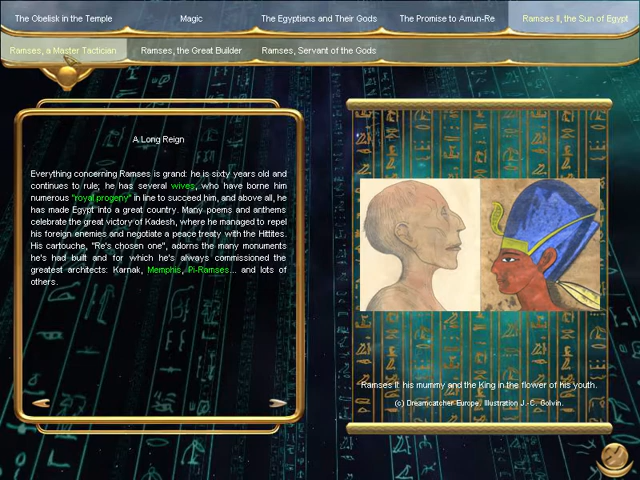 The Obelisk in the Temple
Magic
The Egyptians and Their Gods
The Promise to Amun-Re
Ramses II, the Sun of Egypt
Ramses, a Master Tactician
Ramses, the Great Builder
Ramses, Servant of the Gods
A Long Reign
Everything concerning Ramses is grand: he is sixty years old and
continues to rule; he has several wives, who have borne him
numerous "royal progeny" in line to succeed him, and above all, he
has made Egypt into a great country. Many poems and anthems
celebrate the great victory of Kadesh, where he managed to repel
his foreign enemies and negotiate a peace treaty with the Hittites.
His cartouche, "Re's chosen one", adorns the many monuments
he's had built and for which he's always commissioned the
greatest architects: Karnak, Memphis, Pi-Ramses... and lots of
others.
Ramses II: his mummy and the King in the flower of his youth.
(c) Dreamcatcher Europe. Illustration J.-C. Golvin.